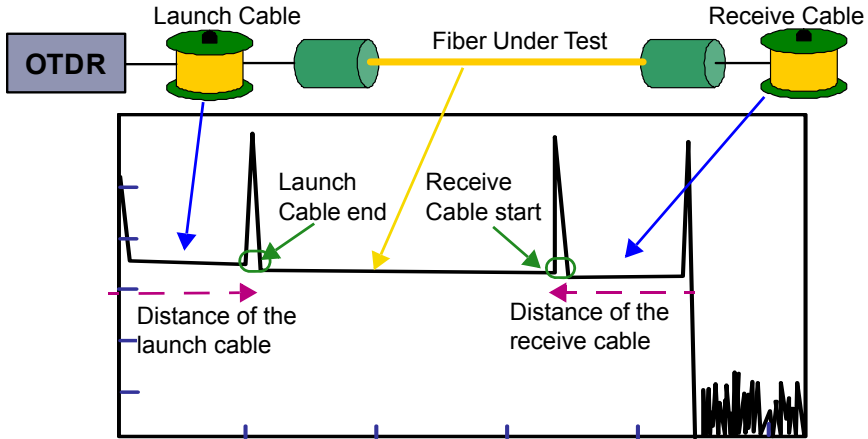 Launch Cable
Receive Cable
OTDR
Fiber Under Test
Launch
Cable end
Receive
Cable start
Distance of the
launch cable
Distance of the
receive cable